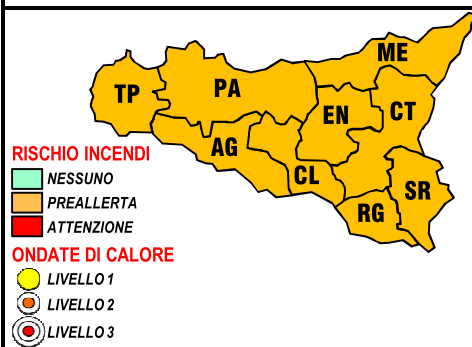 ME
TP
PA
EN
CT
AG
CL
SR
RG
RISCHIO INCENDI
NESSUNO
PREALLERTA
ATTENZIONE
ONDATE DI CALORE
LIVELLO 1
LIVELLO 2
LIVELLO 3